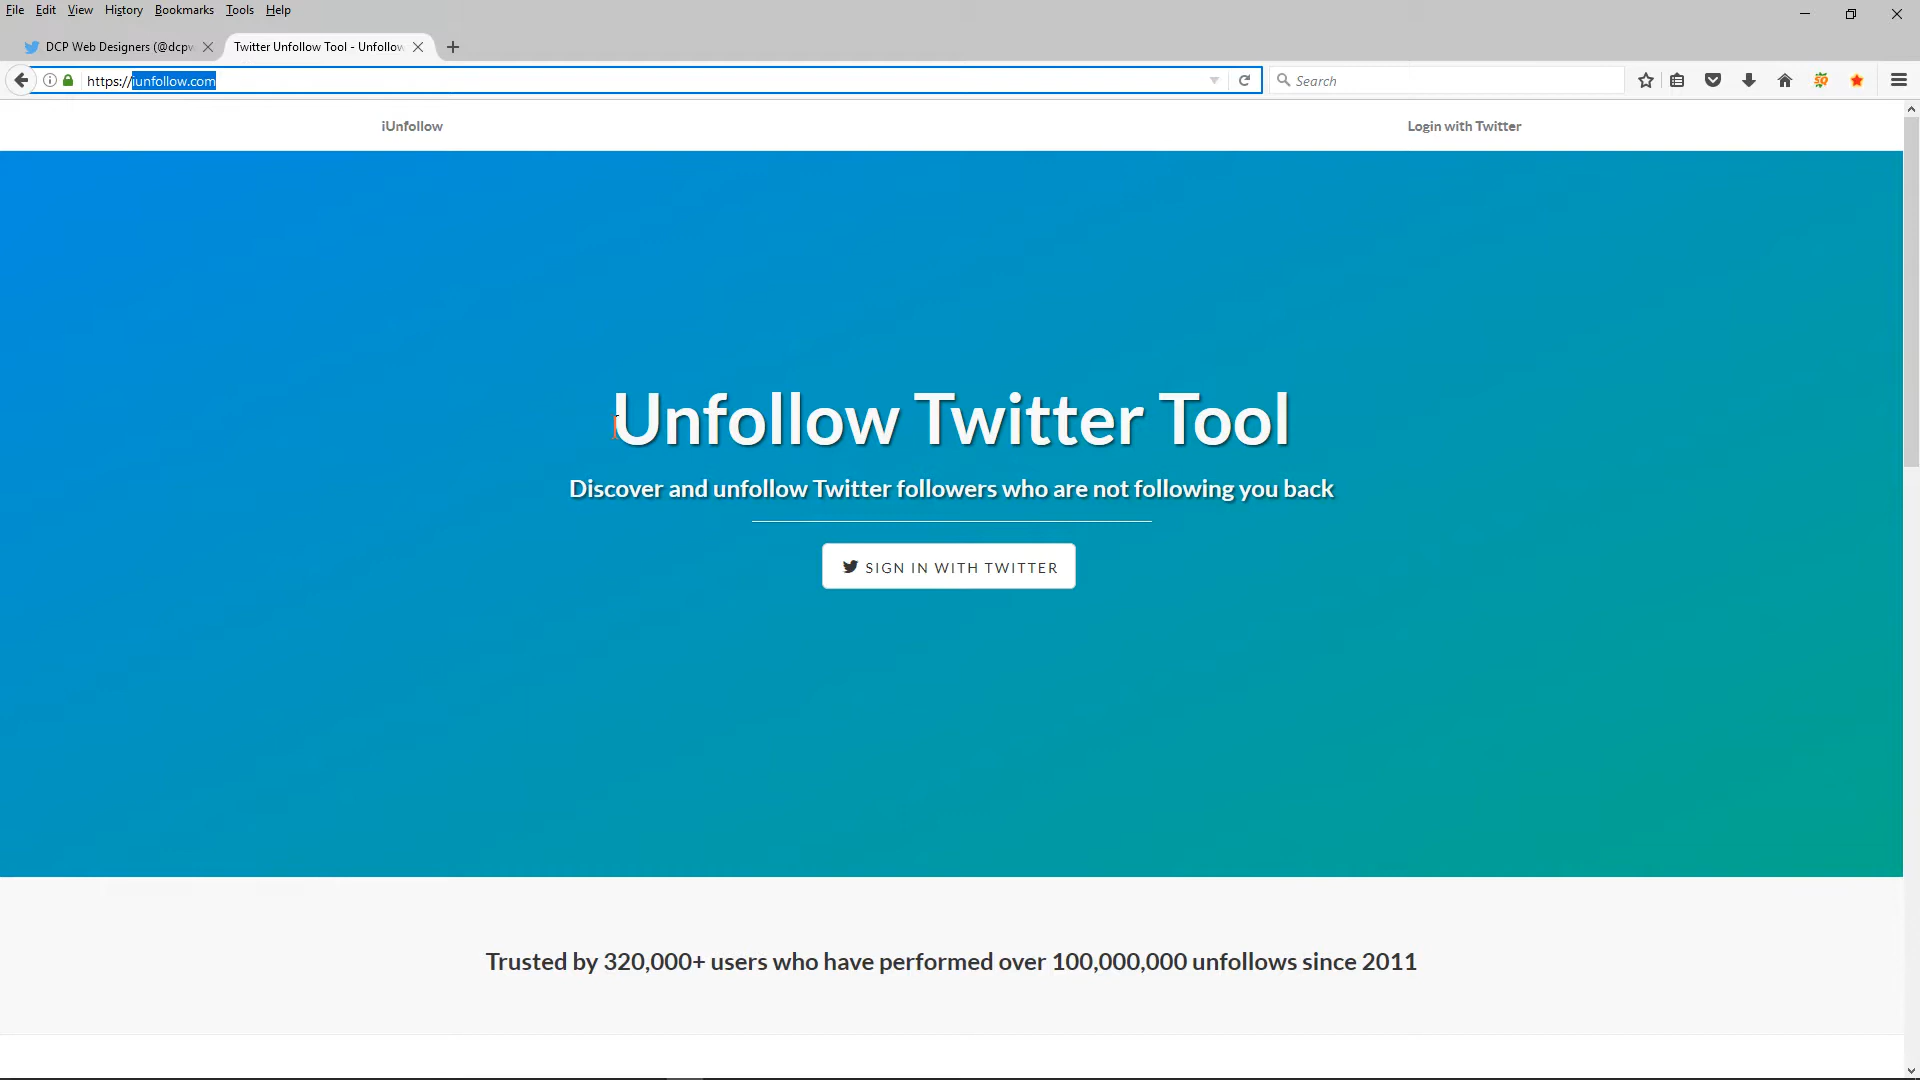 File Edit View History Bookmarks Tools Help
DCP Web Designers (@dcpw
Twitter Unfollow Tool - Unfollow
https://iunfollow.com
Search
iUnfollow
Login with Twitter
Unfollow Twitter Tool
Discover and unfollow Twitter followers who are not following you back
SIGN IN WITH TWITTER
Trusted by 320,000+ users who have performed over 100,000,000 unfollows since 2011